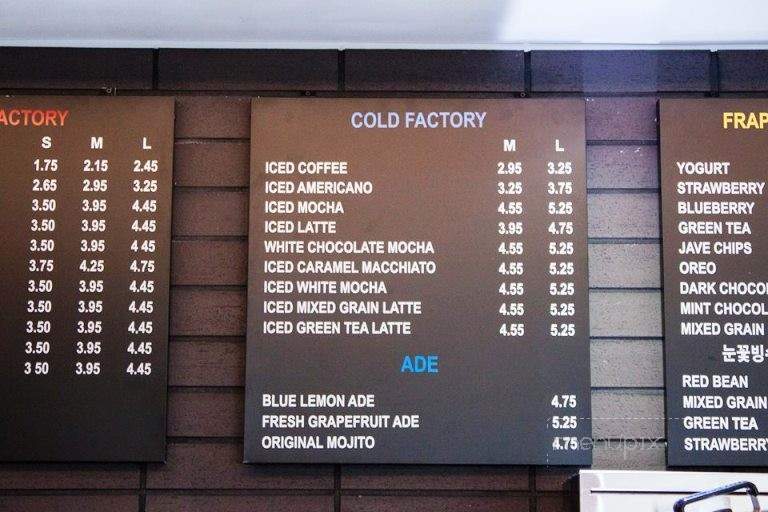 ACTORY
S M L
1.75 2.15 2.45
2.65 2.95 3.25
3.50 3.95 4.45
3.50 3.95 4.45
3.50 3.95 4 45
3.75 4.25 4.75
3.50 3.95 4.45
3.50 3.95 4.45
3.50 3.95 4.45
3.50 3.95 4.45
3 50 3.95 4.45
COLD FACTORY
M L
ICED COFFEE 2.95 3.25
ICED AMERICANO 3.25 3.75
ICED MOCHA 4.55 5.25
ICED LATTE 3.95 4.75
WHITE CHOCOLATE MOCHA 4.55 5.25
ICED CARAMEL MACCHIATO 4.55 5.25
ICED WHITE MOCHA 4.55 5.25
ICED MIXED GRAIN LATTE 4.55 5.25
ICED GREEN TEA LATTE 4.55 5.25
ADE
BLUE LEMON ADE 4.75
FRESH GRAPEFRUIT ADE 5.25
ORIGINAL MOJITO 4.75
FRAP
YOGURT
STRAWBERRY
BLUEBERRY
GREEN TEA
JAVE CHIPS
OREO
DARK CHOCO
MINT CHOCOL
MIXED GRAIN
눈꽃빙수
RED BEAN
MIXED GRAIN
GREEN TEA
STRAWBERRY
menupix